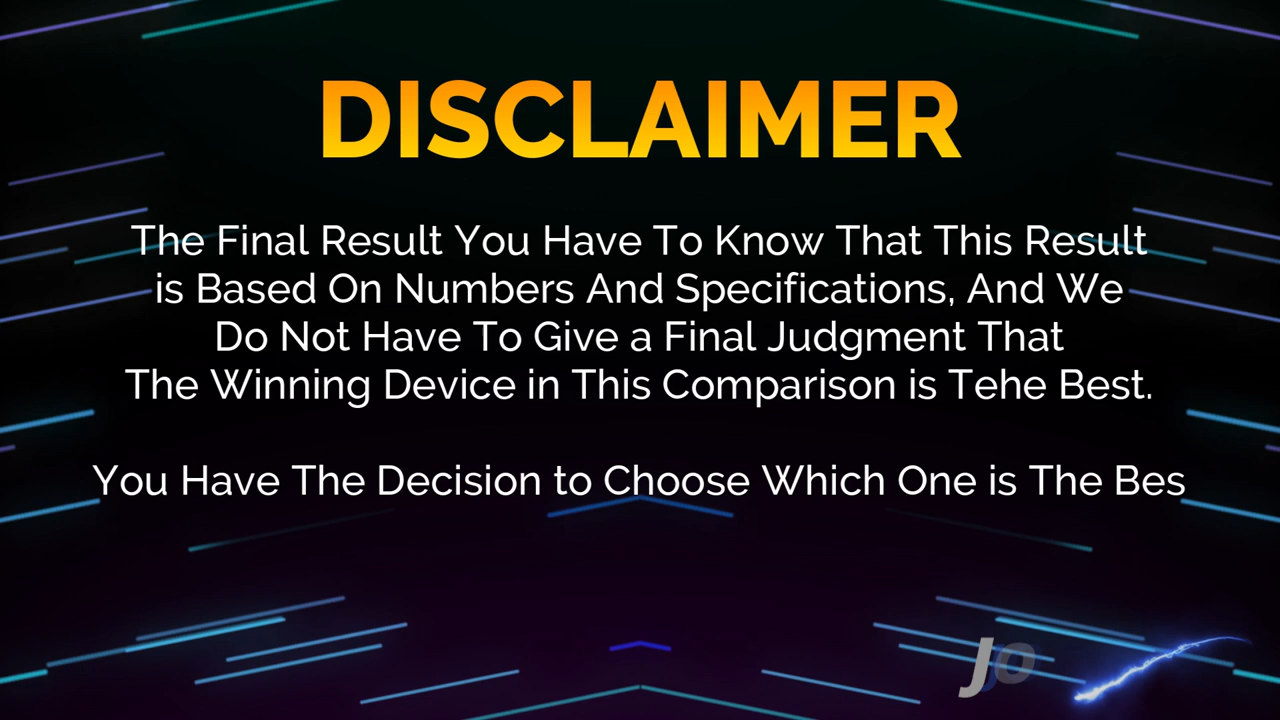 DISCLAIMER
The Final Result You Have To Know That This Result
is Based On Numbers And Specifications, And We
Do Not Have To Give a Final Judgment That
The Winning Device in This Comparison is Tehe Best.
You Have The Decision to Choose Which One is The Bes